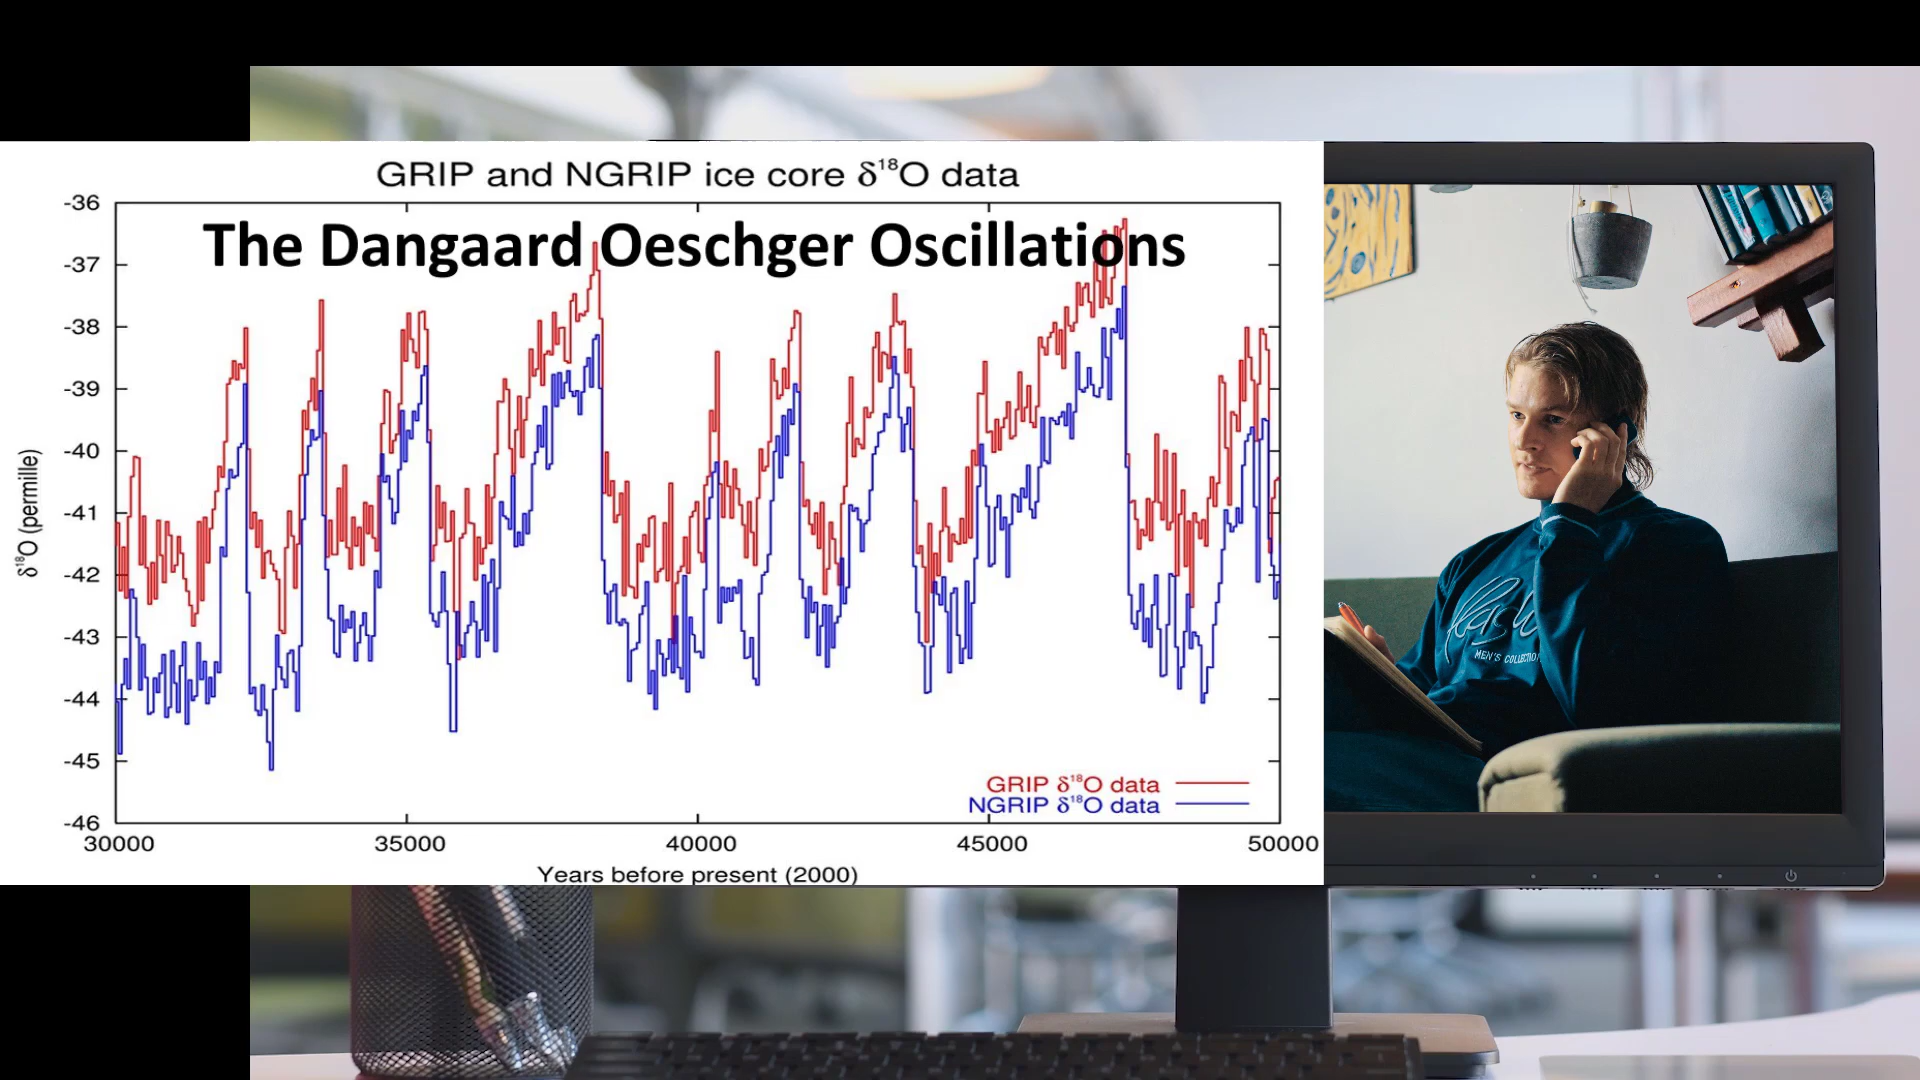 GRIP and NGRIP ice core δ¹⁸O data
The Dangaard Oeschger Oscillations
-36
-37
-38
-39
-40
-41
-42
-43
-44
-45
-46
δ¹⁸O (permille)
GRIP δ¹⁸O data
NGRIP δ¹⁸O data
30000
35000
40000
45000
50000
Years before present (2000)
MEN'S COLLECTION